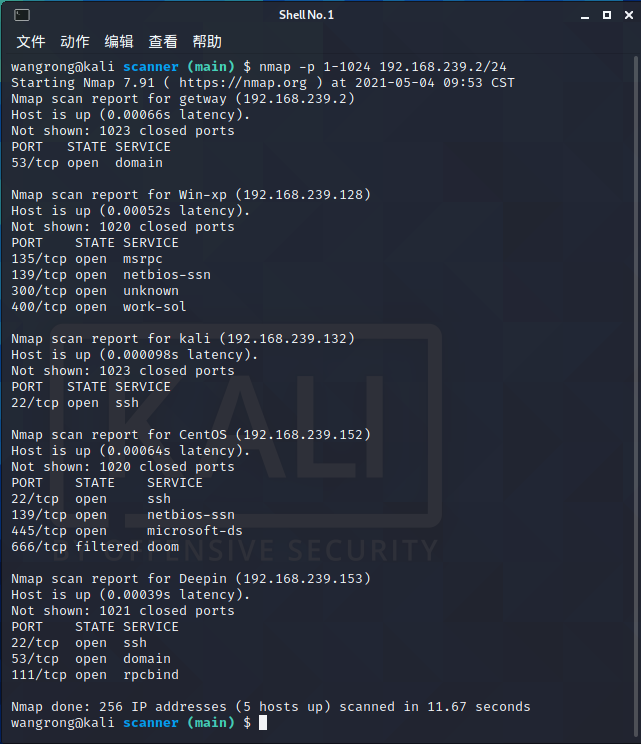 Shell No. 1
文件 动作 编辑 查看 帮助
wangrong@kali scanner (main) $ nmap -p 1-1024 192.168.239.2/24
Starting Nmap 7.91 ( https://nmap.org ) at 2021-05-04 09:53 CST
Nmap scan report for getway (192.168.239.2)
Host is up (0.00066s latency).
Not shown: 1023 closed ports
PORT   STATE SERVICE
53/tcp open  domain

Nmap scan report for Win-xp (192.168.239.128)
Host is up (0.00052s latency).
Not shown: 1020 closed ports
PORT    STATE SERVICE
135/tcp open  msrpc
139/tcp open  netbios-ssn
300/tcp open  unknown
400/tcp open  work-sol

Nmap scan report for kali (192.168.239.132)
Host is up (0.000098s latency).
Not shown: 1023 closed ports
PORT   STATE SERVICE
22/tcp open  ssh

Nmap scan report for CentOS (192.168.239.152)
Host is up (0.00064s latency).
Not shown: 1020 closed ports
PORT    STATE    SERVICE
22/tcp  open     ssh
139/tcp open     netbios-ssn
445/tcp open     microsoft-ds
666/tcp filtered doom

Nmap scan report for Deepin (192.168.239.153)
Host is up (0.00039s latency).
Not shown: 1021 closed ports
PORT    STATE SERVICE
22/tcp  open  ssh
53/tcp  open  domain
111/tcp open  rpcbind

Nmap done: 256 IP addresses (5 hosts up) scanned in 11.67 seconds
wangrong@kali scanner (main) $
KALI
BY OFFENSIVE SECURITY